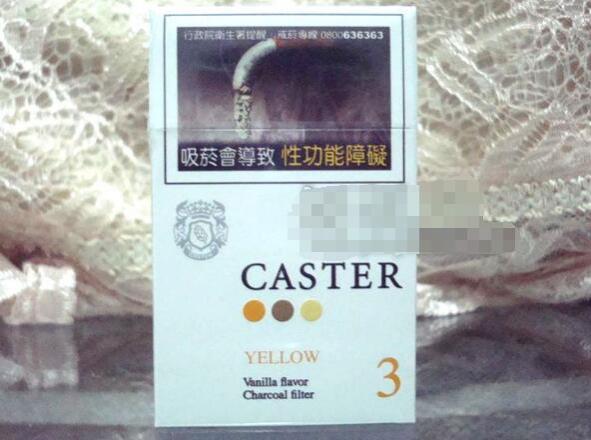 行政院衛生署提醒 戒菸專線 0800636363
吸菸會導致 性功能障礙
CASTER
YELLOW
Vanilla flavor
Charcoal filter
3